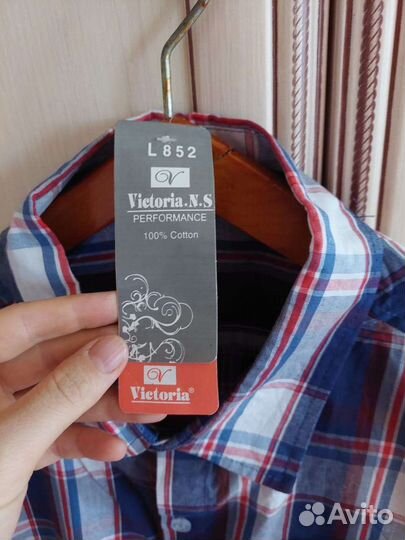 L 852
V
Victoria.N.S
PERFORMANCE
100% Cotton
V
Victoria®
Avito